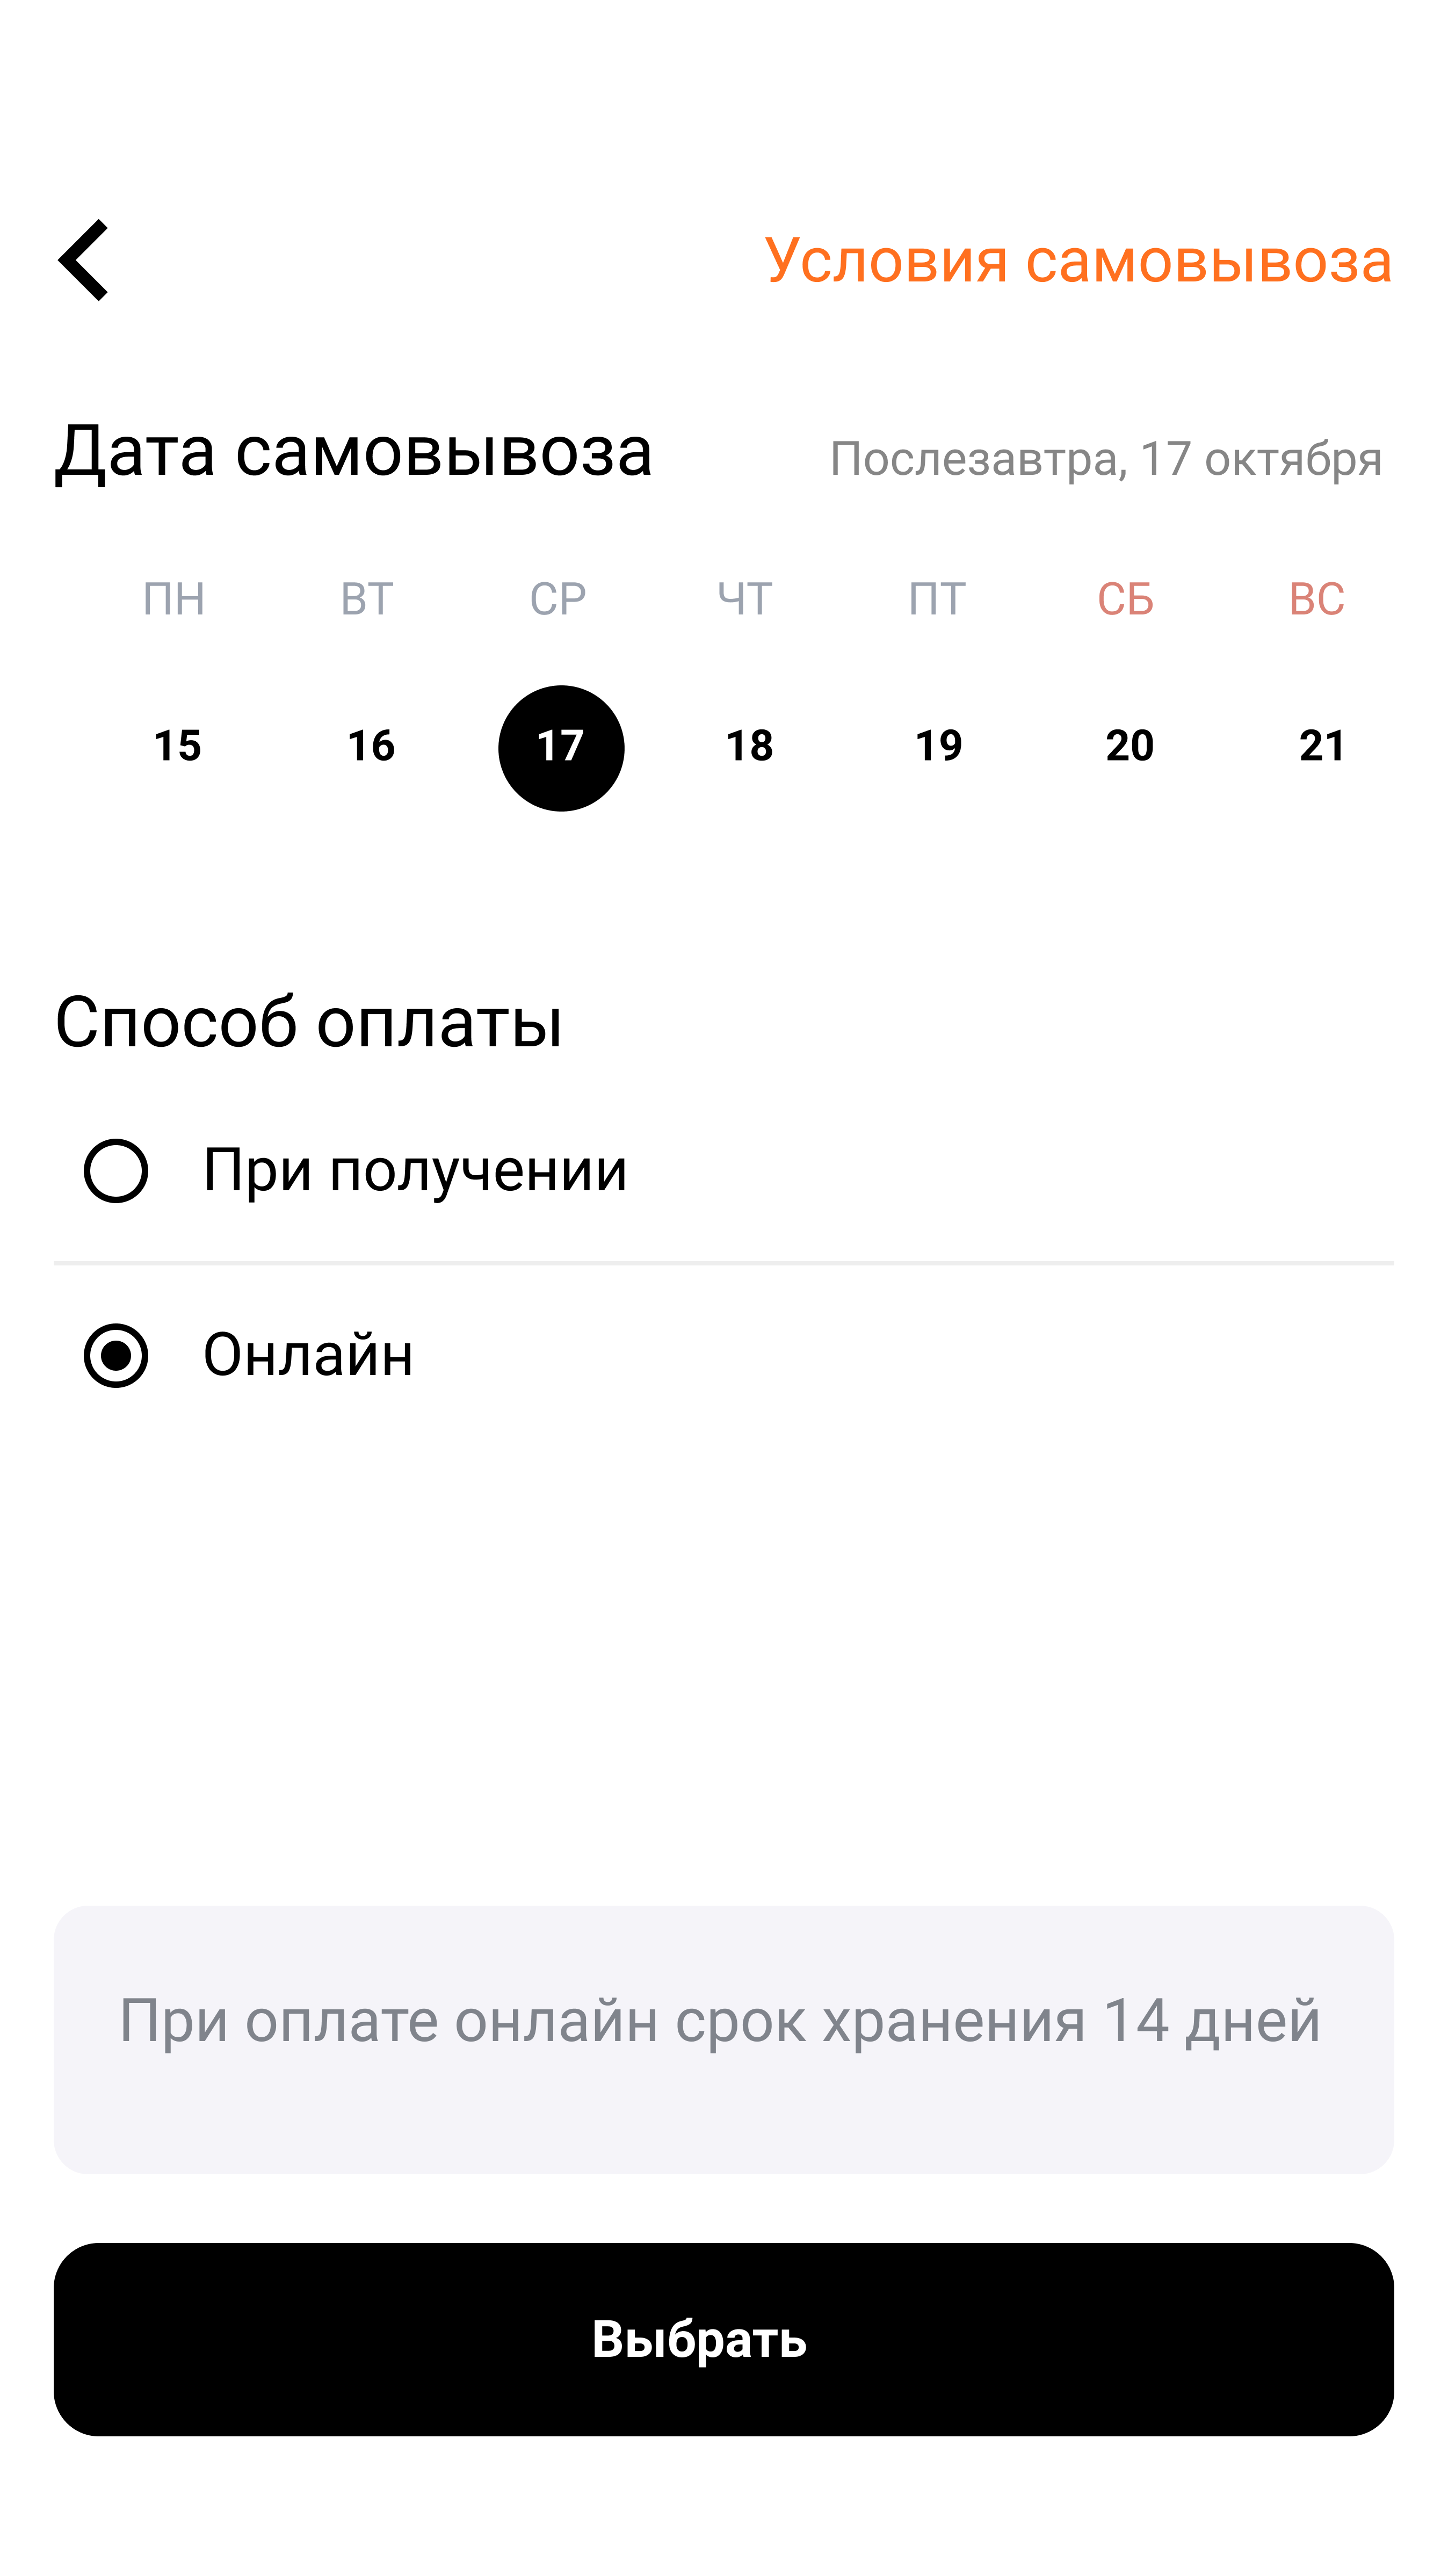 Условия самовывоза
Дата самовывоза Послезавтра, 17 октября
ПН ВТ СР ЧТ ПТ СБ ВС
15 16 17 18 19 20 21
Способ оплаты
При получении
Онлайн
При оплате онлайн срок хранения 14 дней
Выбрать